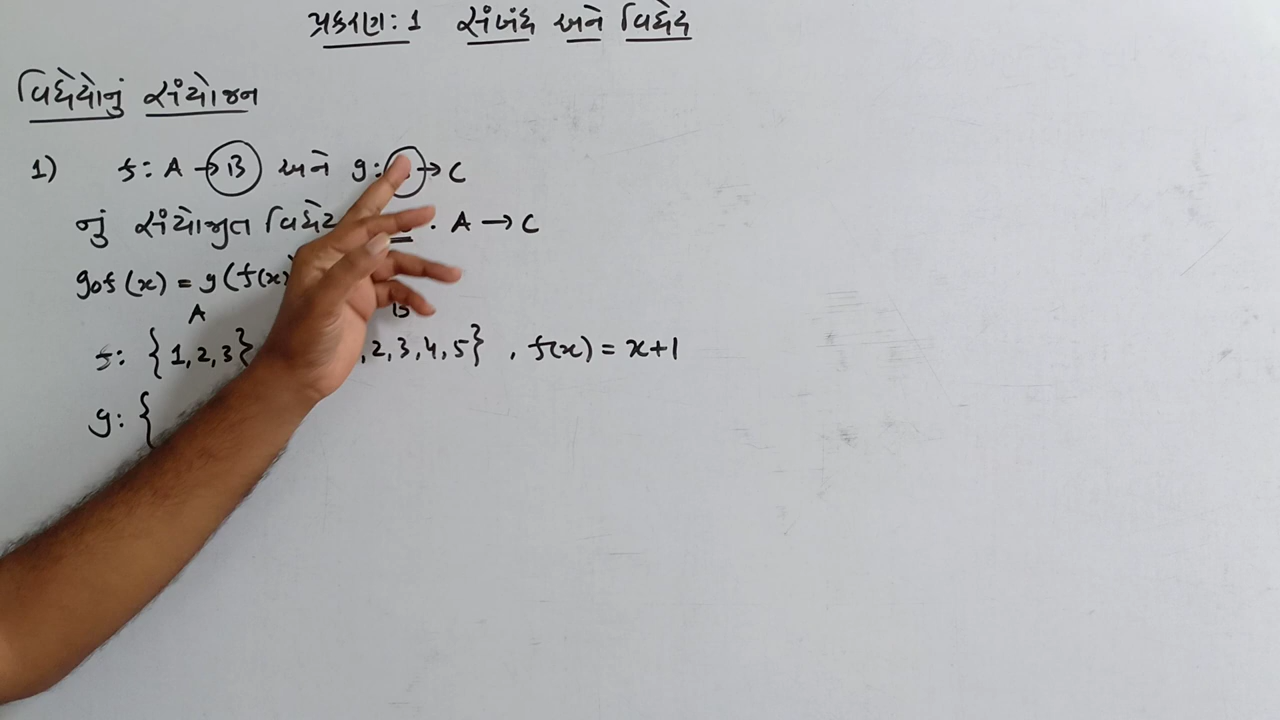 પ્રકરણ: 1 સંબંધ અને વિધેય
વિધેયોનું સંયોજન
1) f: A → B અને g: → C
નું સંયોજીત વિધેય : A → C
gof(x) = g(f(x)
A B
f: {1,2,3} ,2,3,4,5} , f(x) = x+1
g: {